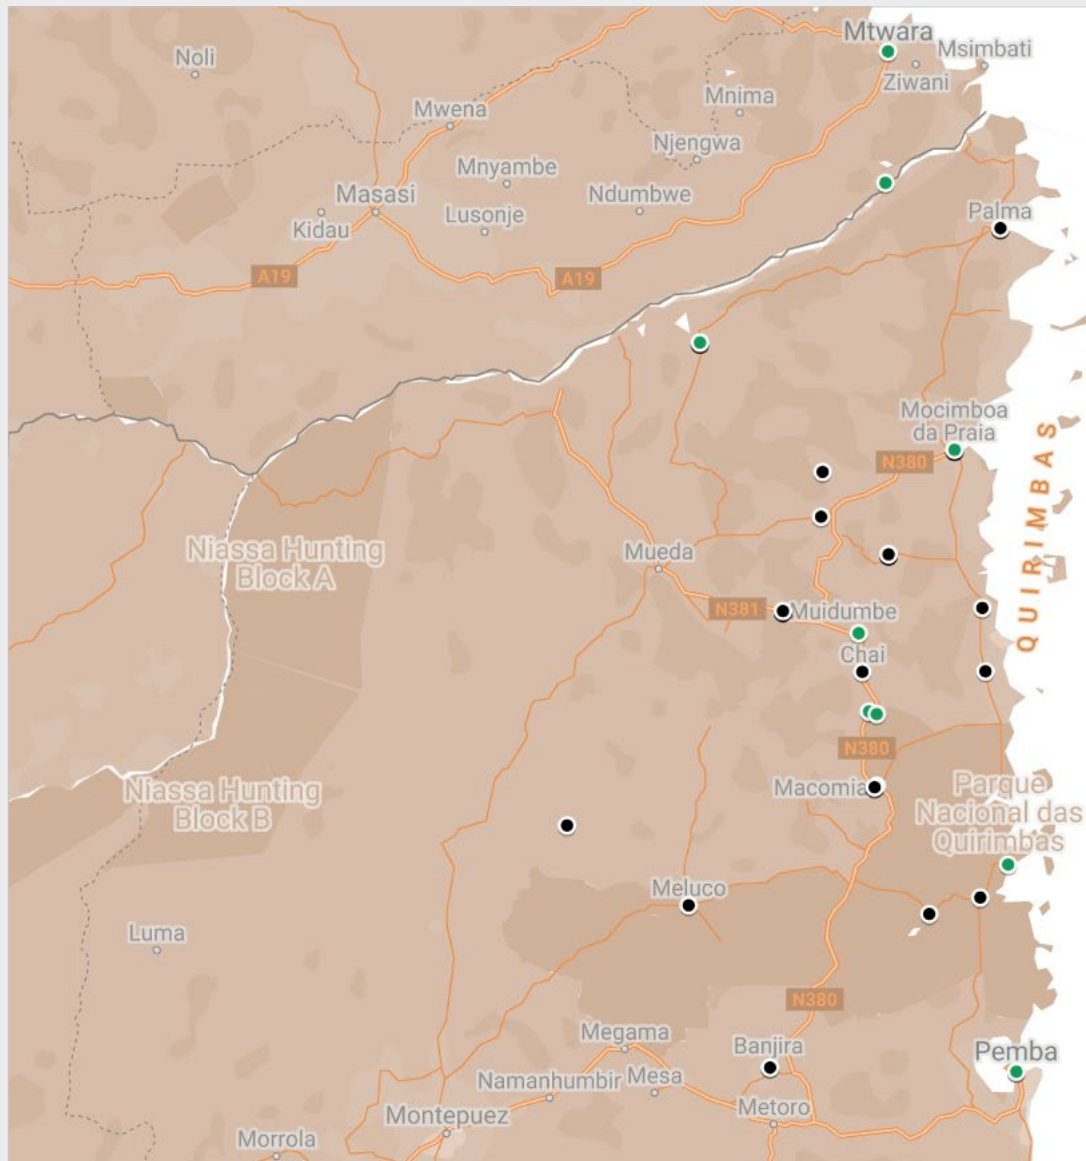 Mtwara
Msimbati
Noli
Ziwani
Mnima
Mwena
Njengwa
Mnyambe
Masasi
Ndumbwe
Lusonje
Palma
Kidau
A19
A19
Mocimboa
da Praia
N380
QUIRIMBAS
Niassa Hunting
Block A
Mueda
N381
Muidumbe
Chai
N380
Macomia
Parque
Nacional das
Quirimbas
Niassa Hunting
Block B
Meluco
Luma
N380
Megama
Banjira
Pemba
Namanhumbir
Mesa
Metoro
Montepuez
Morrola